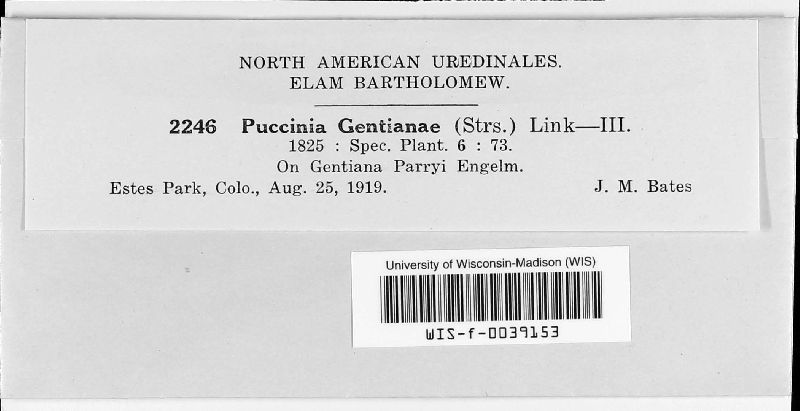 NORTH AMERICAN UREDINALES.
ELAM BARTHOLOMEW.
2246 Puccinia Gentianae (Strs.) Link—III.
1825 : Spec. Plant. 6 : 73.
On Gentiana Parryi Engelm.
Estes Park, Colo., Aug. 25, 1919. J. M. Bates
University of Wisconsin-Madison (WIS)
WIS-f-0039153